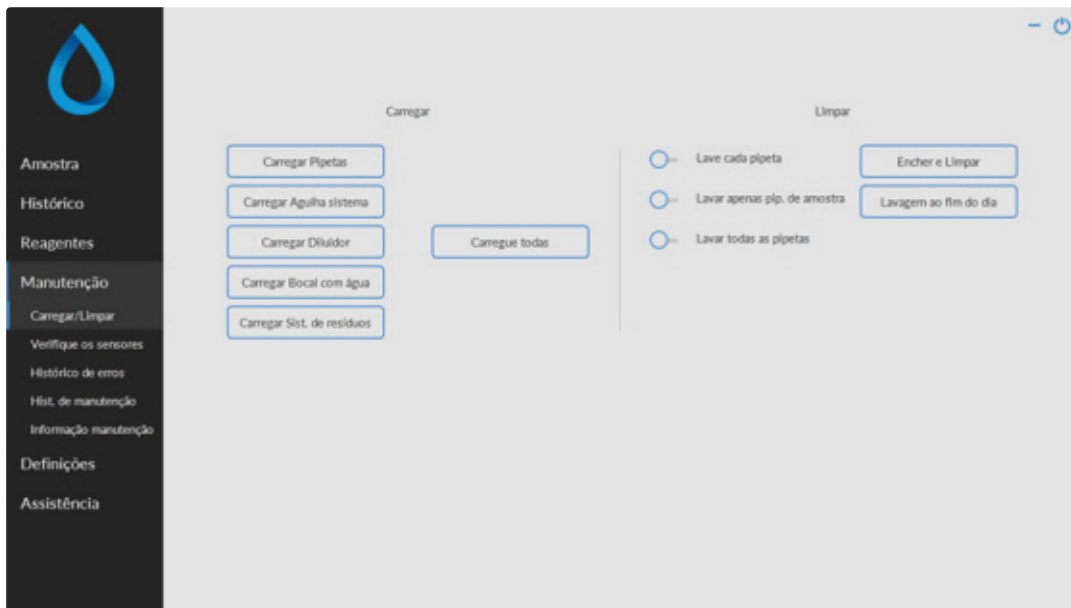 Amostra
Histórico
Reagentes
Manutenção
Carregar/Limpar
Verifique os sensores
Histórico de erros
Hist. de manutenção
Informação manutenção
Definições
Assistência
Carregar
Carregar Pipetas
Carregar Agulha sistema
Carregar Diluidor
Carregue todas
Carregar Bocal com água
Carregar Sist. de resíduos
Limpar
Lave cada pipeta
Encher e Limpar
Lavar apenas pip. de amostra
Lavagem ao fim do dia
Lavar todas as pipetas